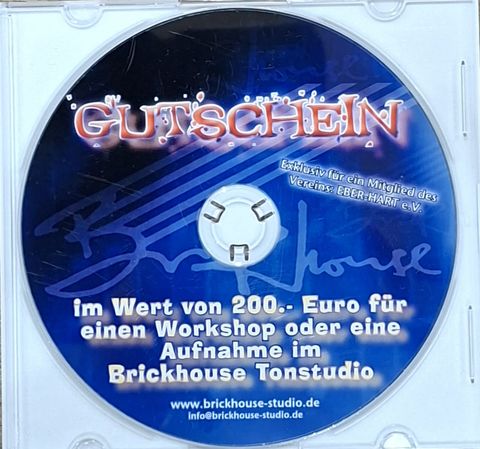 GUTSCHEIN
Exklusiv für ein Mitglied des
Vereins: EBER-HART e.V.
Brickhouse
im Wert von 200.- Euro für
einen Workshop oder eine
Aufnahme im
Brickhouse Tonstudio
www.brickhouse-studio.de
info@brickhouse-studio.de